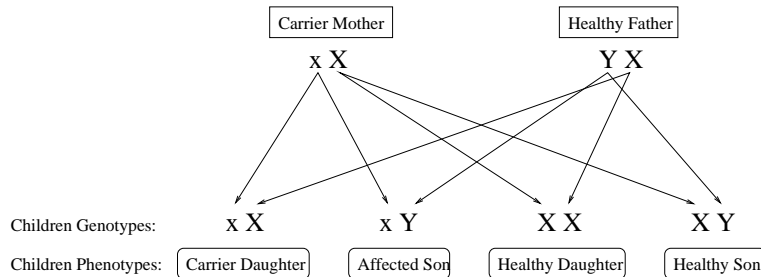 Carrier Mother Healthy Father
x X Y X
Children Genotypes: x X x Y X X X Y
Children Phenotypes: Carrier Daughter Affected Son Healthy Daughter Healthy Son